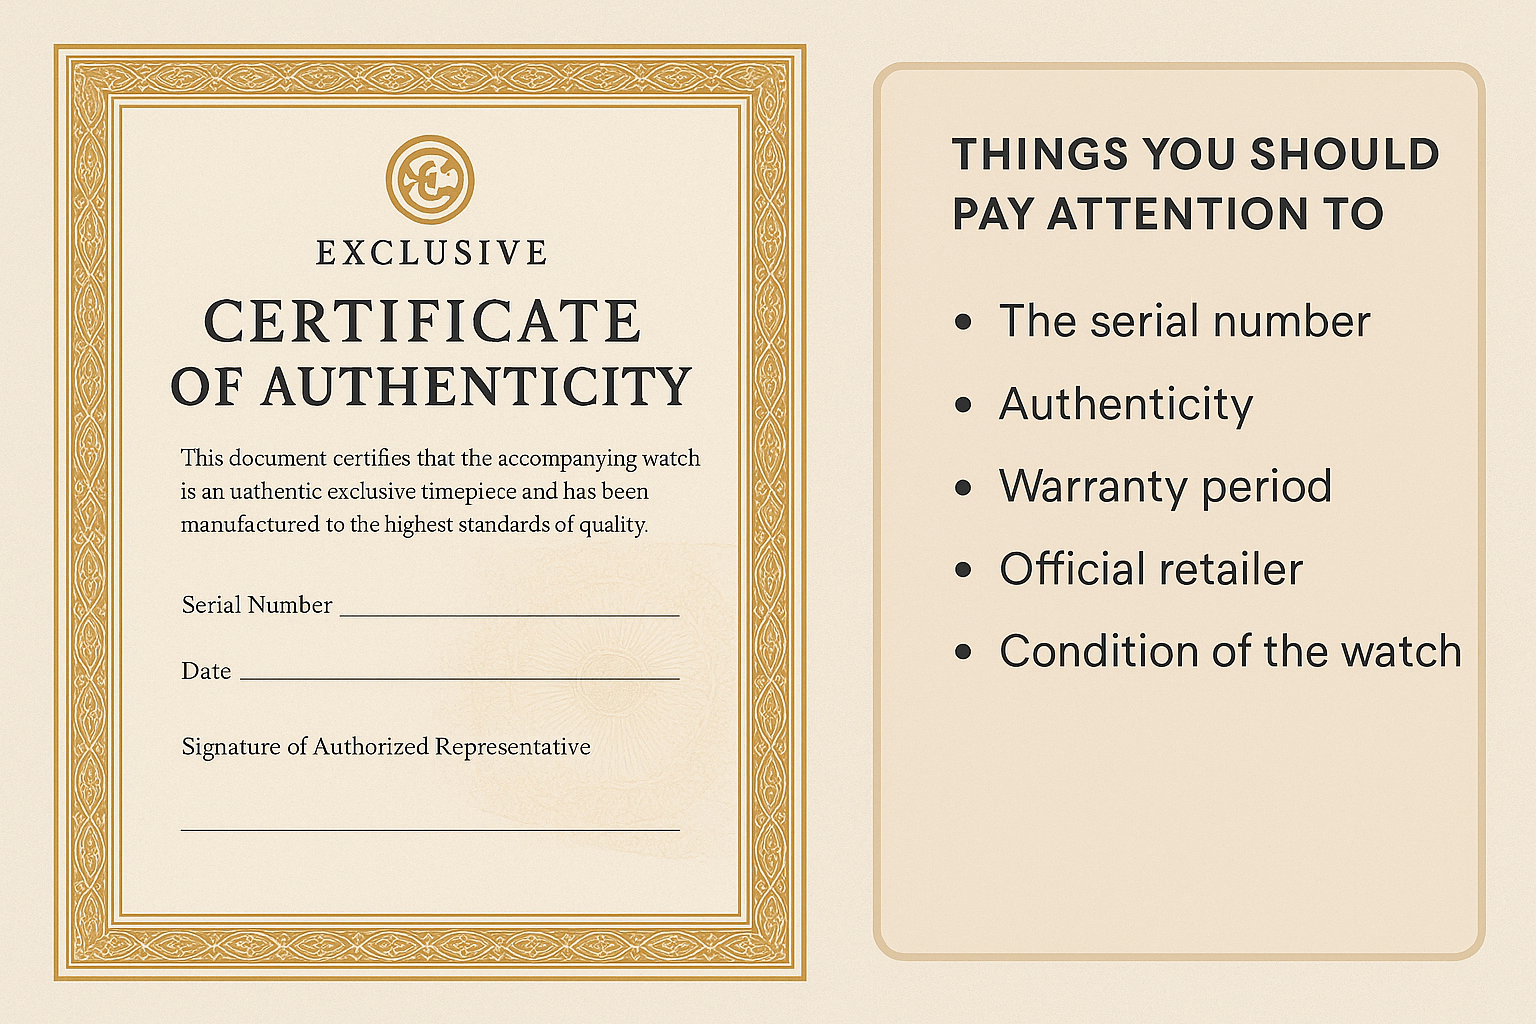 EXCLUSIVE
CERTIFICATE
OF AUTHENTICITY
This document certifies that the accompanying watch
is an uathentic exclusive timepiece and has been
manufactured to the highest standards of quality.
Serial Number
Date
Signature of Authorized Representative
THINGS YOU SHOULD
PAY ATTENTION TO
• The serial number
• Authenticity
• Warranty period
• Official retailer
• Condition of the watch